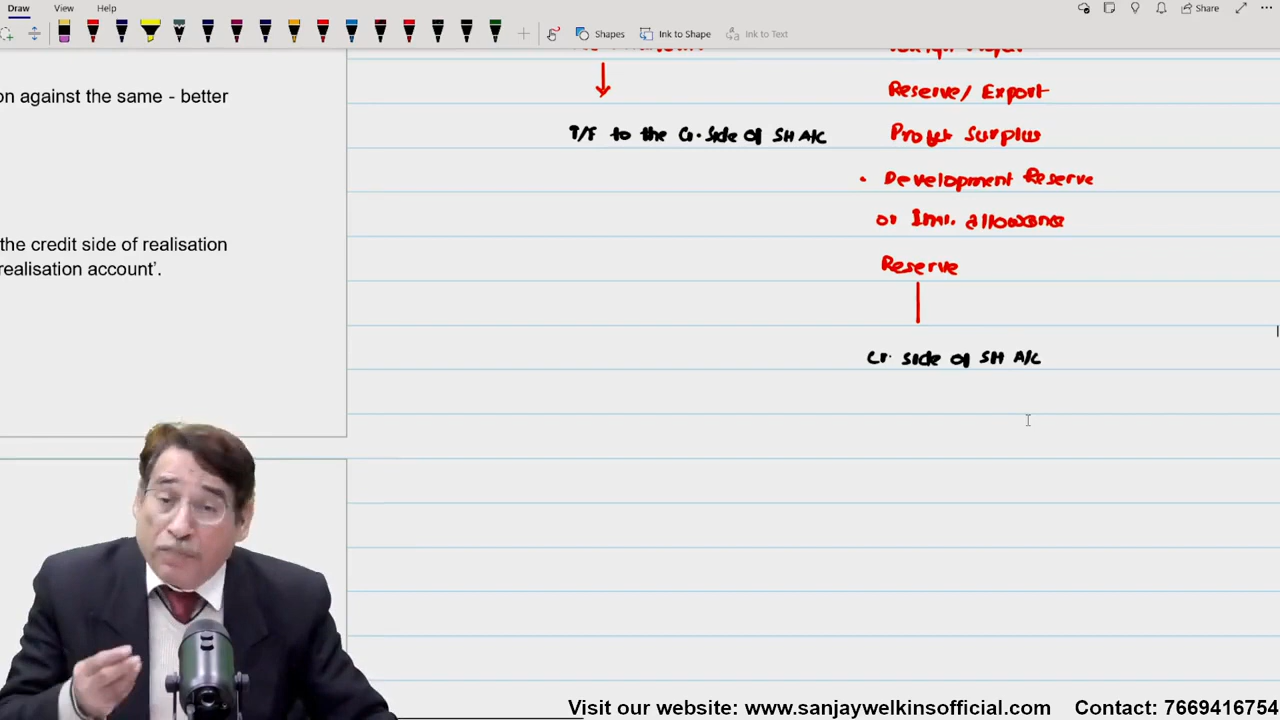 Draw View Help
Share
Shapes Ink to Shape Ink to Text
on against the same - better
the credit side of realisation
realisation account'.
T/F to the Cr. Side of SH A/C
Reserve/ Export
Surplus
• Development Reserve
or allowance
Reserve
Cr. Side of SH A/C
Visit our website: www.sanjaywelkinsofficial.com Contact: 7669416754